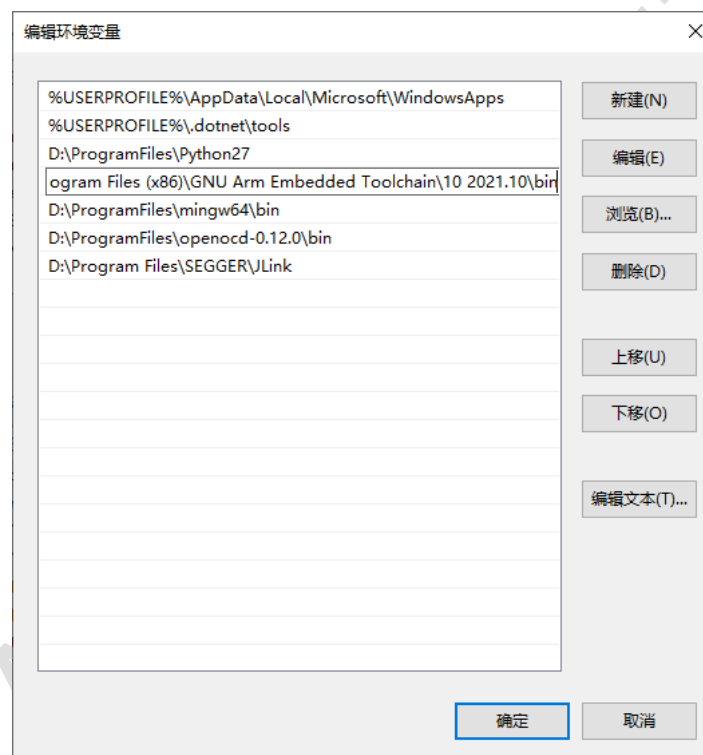 编辑环境变量
%USERPROFILE%\AppData\Local\Microsoft\WindowsApps
新建(N)
%USERPROFILE%\.dotnet\tools
D:\ProgramFiles\Python27
编辑(E)
ogram Files (x86)\GNU Arm Embedded Toolchain\10 2021.10\bin
D:\ProgramFiles\mingw64\bin
浏览(B)...
D:\ProgramFiles\openocd-0.12.0\bin
D:\Program Files\SEGGER\JLink
删除(D)
上移(U)
下移(O)
编辑文本(T)...
确定
取消